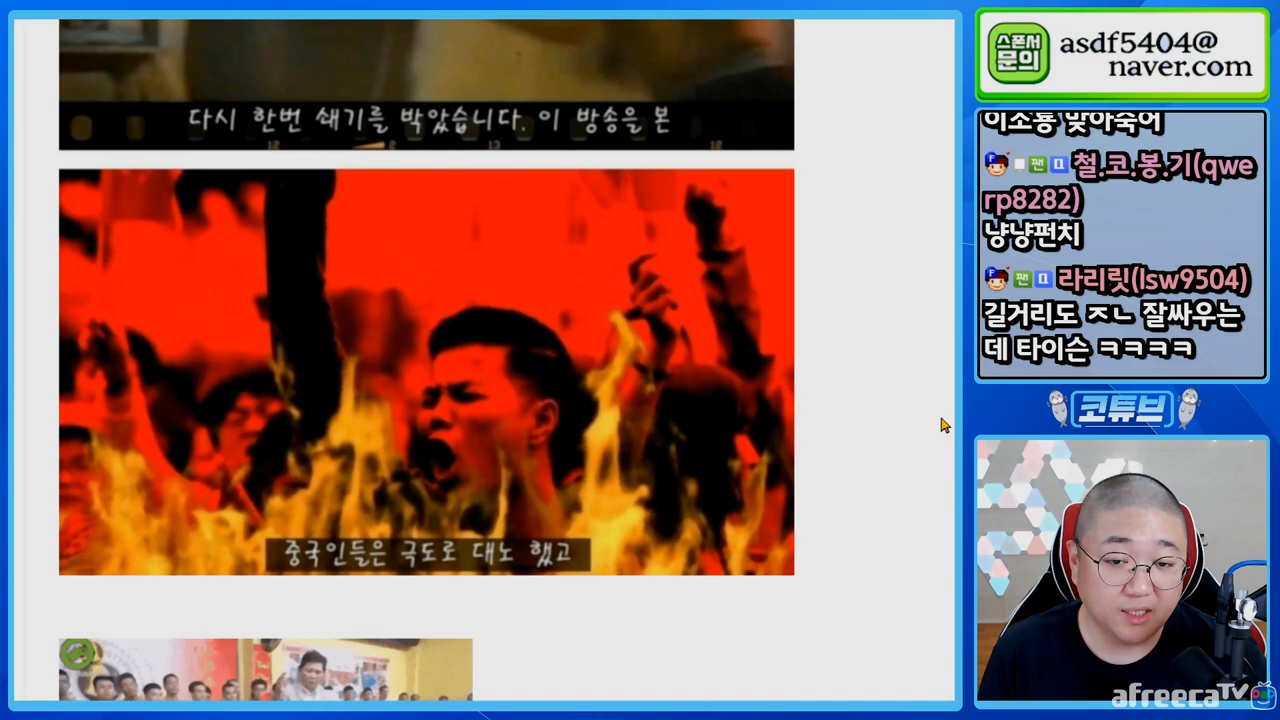 다시 한번 쐐기를 박았습니다. 이 방송을 본
중국인들은 극도로 대노 했고
스폰서
문의
asdf5404@
naver.com
이소룡 맞아죽어
팬
철.코.봉.기(qwe
rp8282)
냥냥펀치
팬
라리릿(lsw9504)
길거리도 ㅈㄴ 잘싸우는
데 타이슨 ㅋㅋㅋㅋ
코튜브
afreecaTV